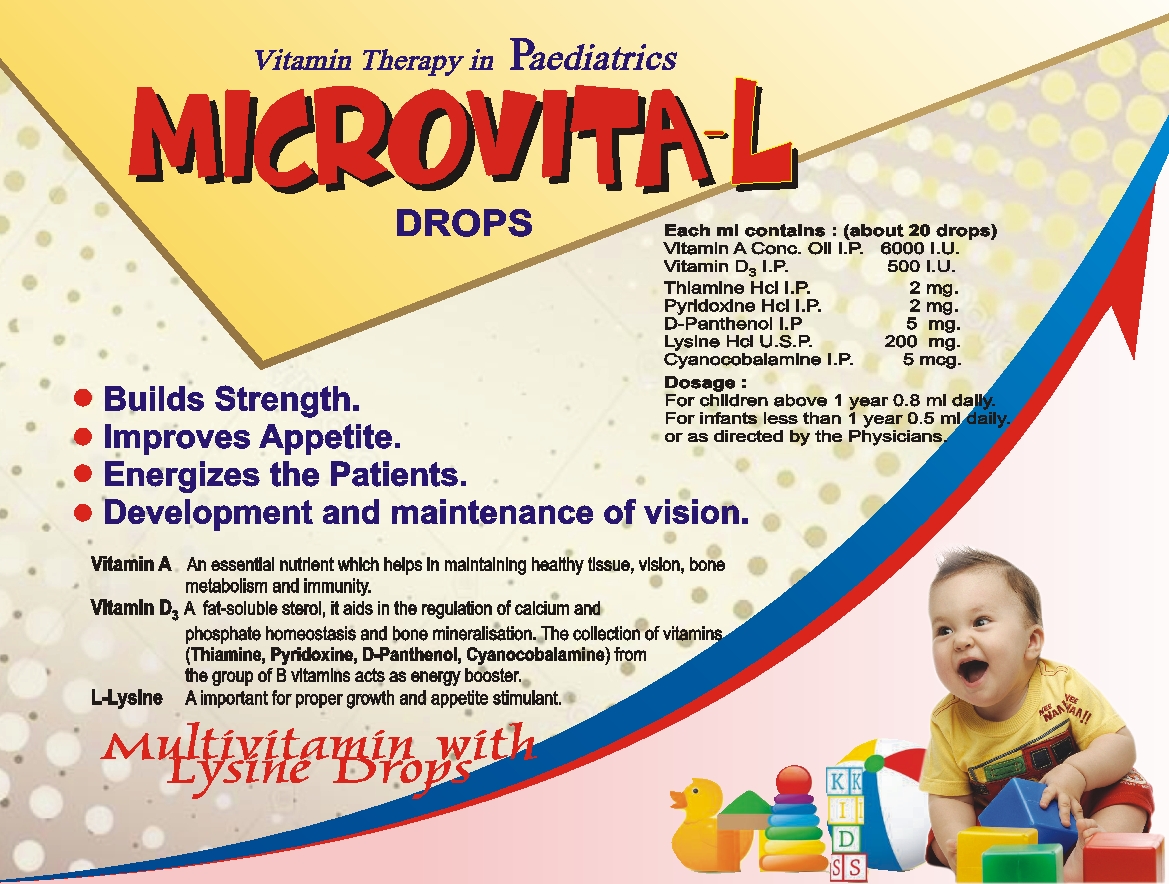 Vitamin Therapy in Paediatrics
MICROVITA-L
DROPS
Each ml contains : (about 20 drops)
Vitamin A Conc. Oil I.P. 6000 I.U.
Vitamin D3 I.P. 500 I.U.
Thiamine Hcl I.P. 2 mg.
Pyridoxine Hcl I.P. 2 mg.
D-Panthenol I.P 5 mg.
Lysine Hcl U.S.P. 200 mg.
Cyanocobalamine I.P. 5 mcg.
Dosage :
For children above 1 year 0.8 ml daily.
For infants less than 1 year 0.5 ml daily.
or as directed by the Physicians.
• Builds Strength.
• Improves Appetite.
• Energizes the Patients.
• Development and maintenance of vision.
Vitamin A An essential nutrient which helps in maintaining healthy tissue, vision, bone
metabolism and immunity.
Vitamin D3 A fat-soluble sterol, it aids in the regulation of calcium and
phosphate homeostasis and bone mineralisation. The collection of vitamins
(Thiamine, Pyridoxine, D-Panthenol, Cyanocobalamine) from
the group of B vitamins acts as energy booster.
L-Lysine A important for proper growth and appetite stimulant.
Multivitamin with
Lysine Drops
K K
I I
D
S S